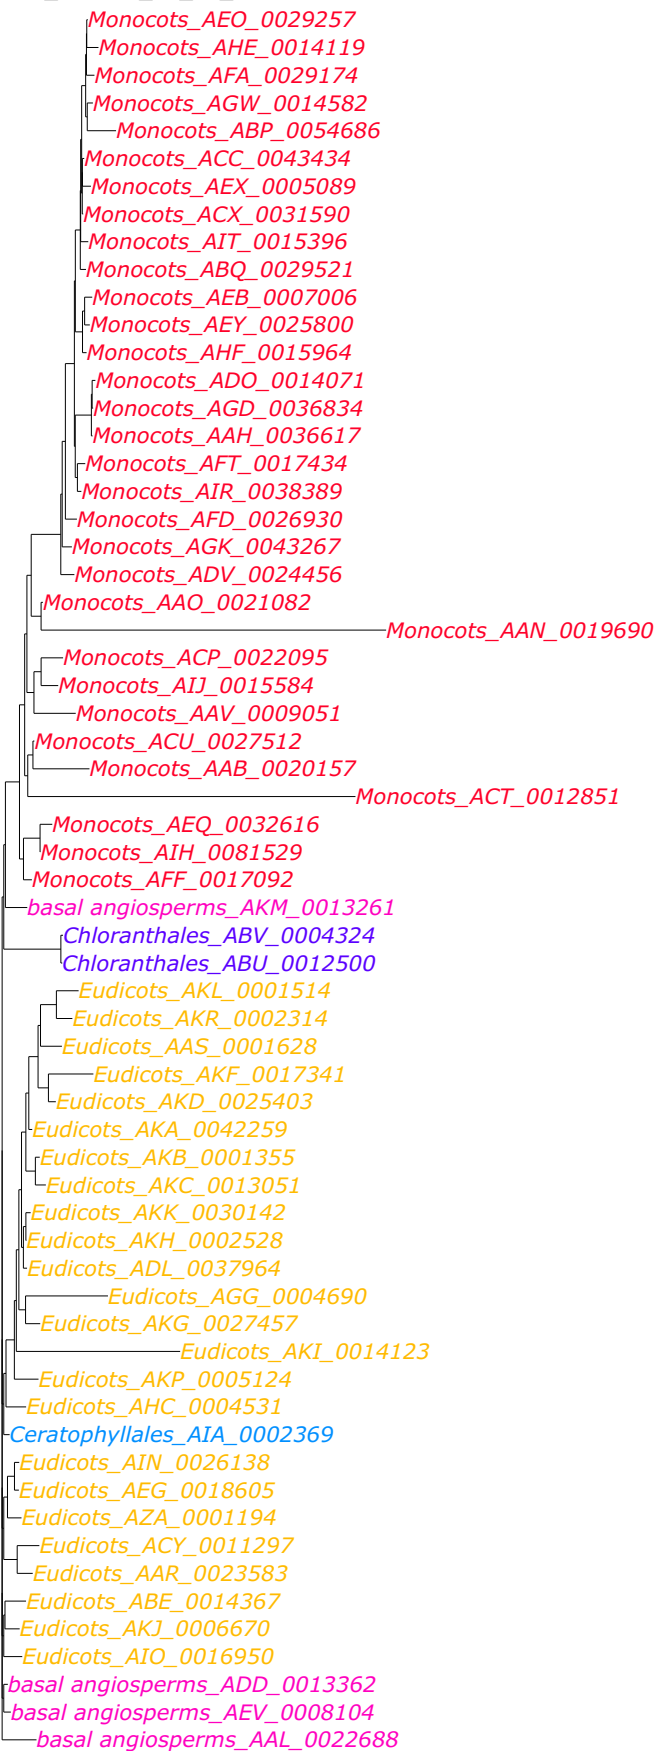 Monocots_AEO_0029257
Monocots_AHE_0014119
Monocots_AFA_0029174
Monocots_AGW_0014582
Monocots_ABP_0054686
Monocots_ACC_0043434
Monocots_AEX_0005089
Monocots_ACX_0031590
Monocots_AIT_0015396
Monocots_ABQ_0029521
Monocots_AEB_0007006
Monocots_AEY_0025800
Monocots_AHF_0015964
Monocots_ADO_0014071
Monocots_AGD_0036834
Monocots_AAH_0036617
Monocots_AFT_0017434
Monocots_AIR_0038389
Monocots_AFD_0026930
Monocots_AGK_0043267
Monocots_ADV_0024456
Monocots_AAO_0021082
Monocots_AAN_0019690
Monocots_ACP_0022095
Monocots_AIJ_0015584
Monocots_AAV_0009051
Monocots_ACU_0027512
Monocots_AAB_0020157
Monocots_ACT_0012851
Monocots_AEQ_0032616
Monocots_AIH_0081529
Monocots_AFF_0017092
basal angiosperms_AKM_0013261
Chloranthales_ABV_0004324
Chloranthales_ABU_0012500
Eudicots_AKL_0001514
Eudicots_AKR_0002314
Eudicots_AAS_0001628
Eudicots_AKF_0017341
Eudicots_AKD_0025403
Eudicots_AKA_0042259
Eudicots_AKB_0001355
Eudicots_AKC_0013051
Eudicots_AKK_0030142
Eudicots_AKH_0002528
Eudicots_ADL_0037964
Eudicots_AGG_0004690
Eudicots_AKG_0027457
Eudicots_AKI_0014123
Eudicots_AKP_0005124
Eudicots_AHC_0004531
Ceratophyllales_AIA_0002369
Eudicots_AIN_0026138
Eudicots_AEG_0018605
Eudicots_AZA_0001194
Eudicots_ACY_0011297
Eudicots_AAR_0023583
Eudicots_ABE_0014367
Eudicots_AKJ_0006670
Eudicots_AIO_0016950
basal angiosperms_ADD_0013362
basal angiosperms_AEV_0008104
basal angiosperms_AAL_0022688